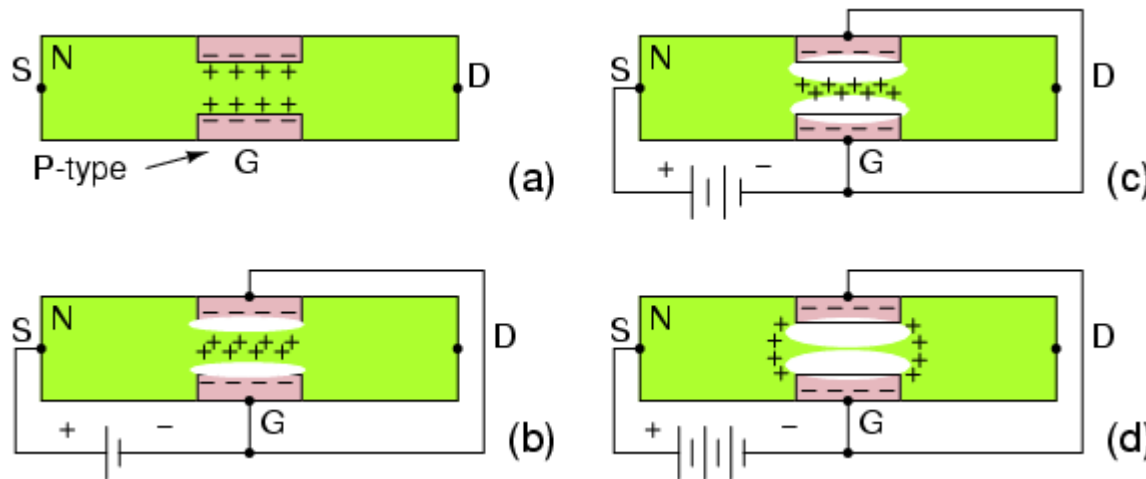 N
S
D
− − − −
+ + + +
+ + + +
− − − −
P-type
G
(a)
N
S
D
− − − −
+ + + + + + + +
− − − −
G
+ −
(c)
N
S
D
− − − −
+ + + + + + + +
− − − −
G
+ −
(b)
N
S
D
− − − −
+ +
+ +
+ +
+ +
− − − −
G
+ −
(d)